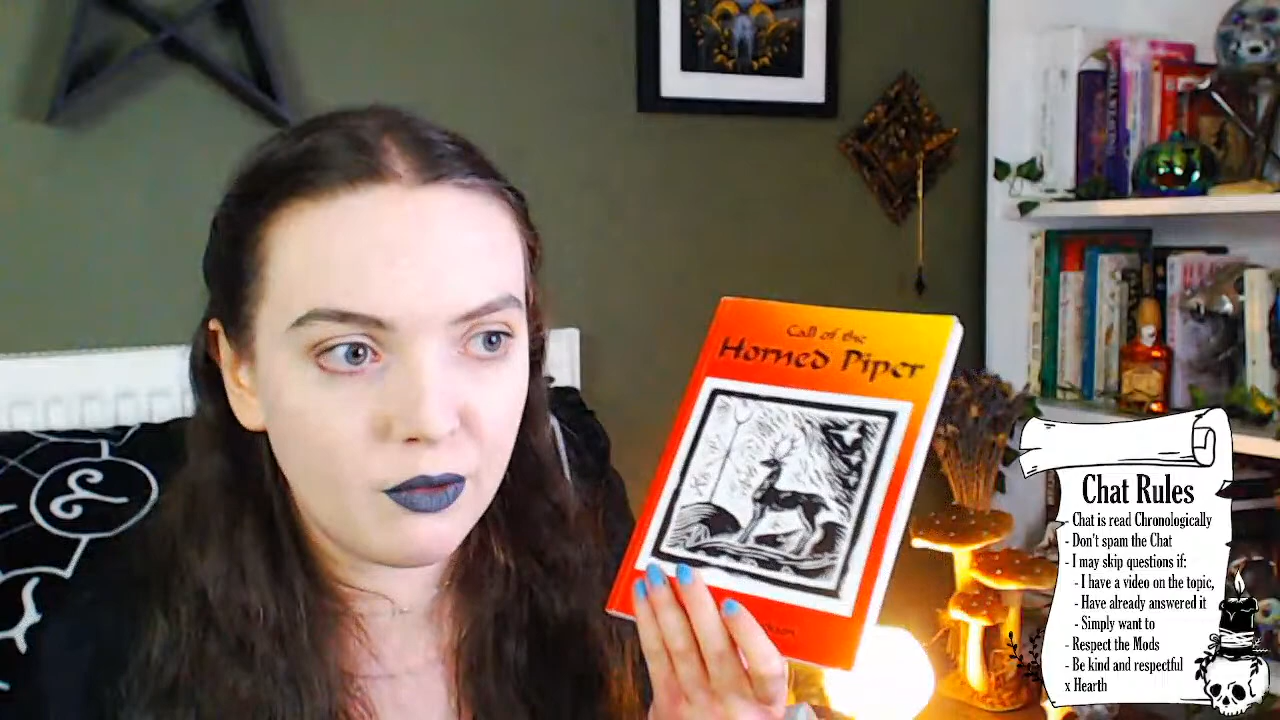 Call of the
Horned Piper
Chat Rules
- Chat is read Chronologically
- Don't spam the Chat
- I may skip questions if:
- I have a video on the topic,
- Have already answered it
- Simply want to
- Respect the Mods
- Be kind and respectful
x Hearth